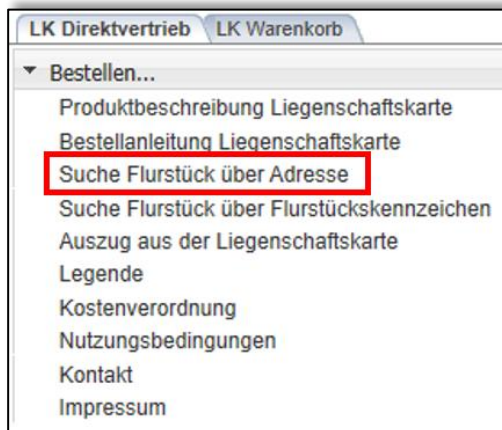 LK Direktvertrieb LK Warenkorb
Bestellen...
Produktbeschreibung Liegenschaftskarte
Bestellanleitung Liegenschaftskarte
Suche Flurstück über Adresse
Suche Flurstück über Flurstückskennzeichen
Auszug aus der Liegenschaftskarte
Legende
Kostenverordnung
Nutzungsbedingungen
Kontakt
Impressum